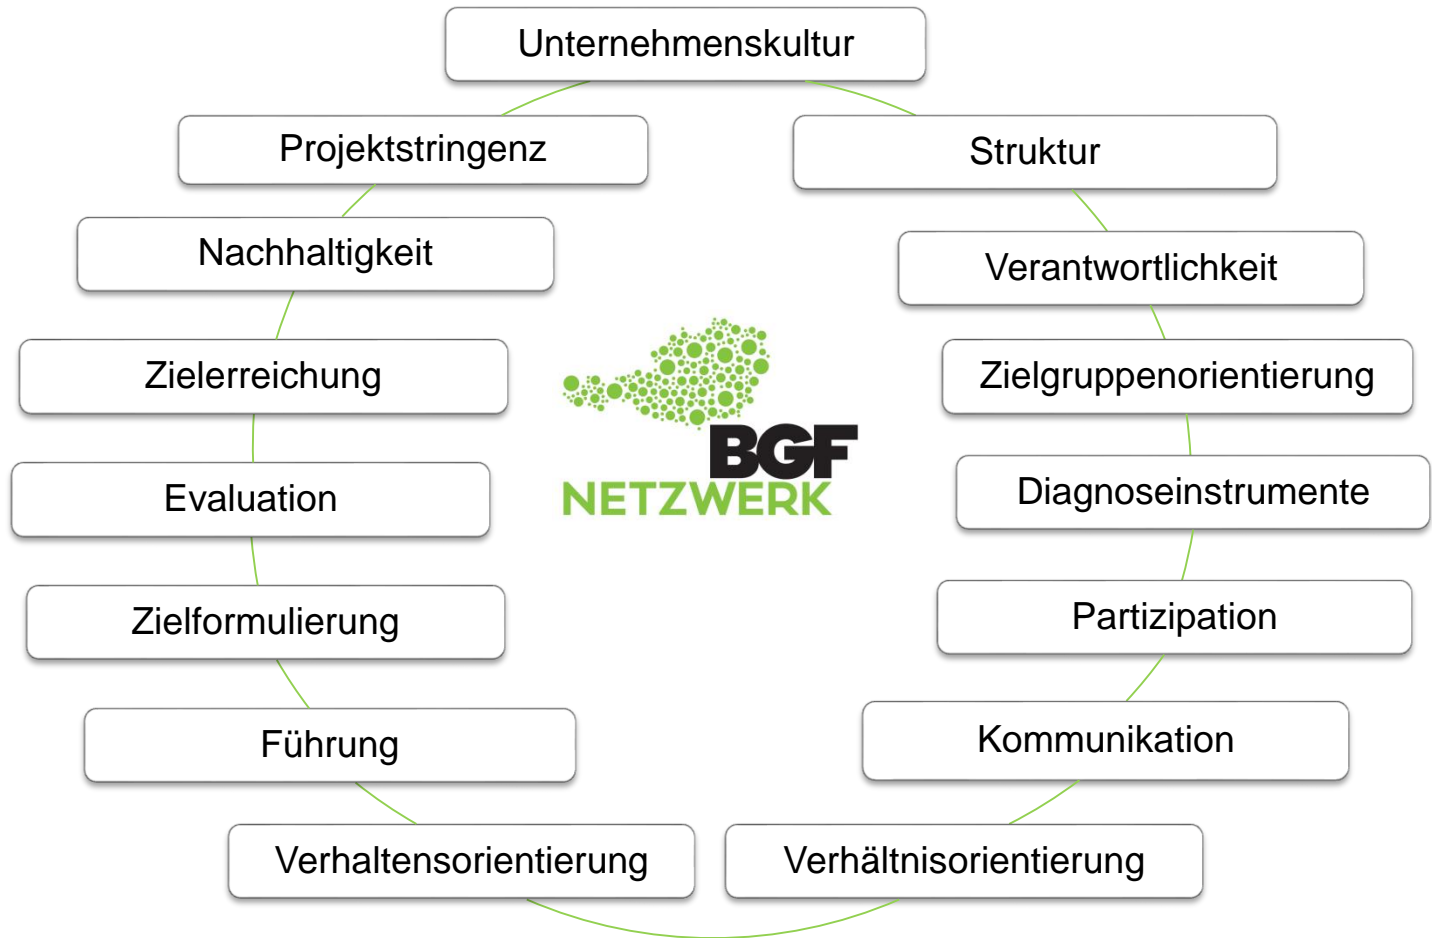 Unternehmenskultur
Projektstringenz
Struktur
Nachhaltigkeit
Verantwortlichkeit
Zielerreichung
Zielgruppenorientierung
BGF
NETZWERK
Evaluation
Diagnoseinstrumente
Zielformulierung
Partizipation
Führung
Kommunikation
Verhaltensorientierung
Verhältnisorientierung